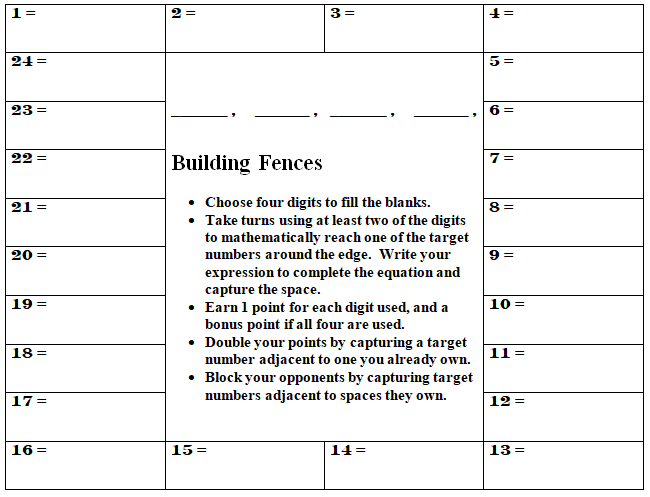 1 =
2 =
3 =
4 =
24 =
5 =
23 =
______ , ______ , ______ , ______ ,
6 =
22 =
Building Fences
7 =
21 =
• Choose four digits to fill the blanks.
• Take turns using at least two of the digits
8 =
to mathematically reach one of the target
numbers around the edge. Write your
20 =
expression to complete the equation and
9 =
capture the space.
19 =
• Earn 1 point for each digit used, and a
10 =
bonus point if all four are used.
• Double your points by capturing a target
18 =
number adjacent to one you already own.
11 =
• Block your opponents by capturing target
17 =
numbers adjacent to spaces they own.
12 =
16 =
15 =
14 =
13 =